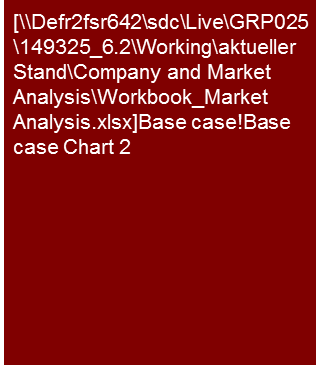 [\\Defr2fsr642\sdc\Live\GRP025
\149325_6.2\Working\aktueller
Stand\Company and Market
Analysis\Workbook_Market
Analysis.xlsx]Base case!Base
case Chart 2